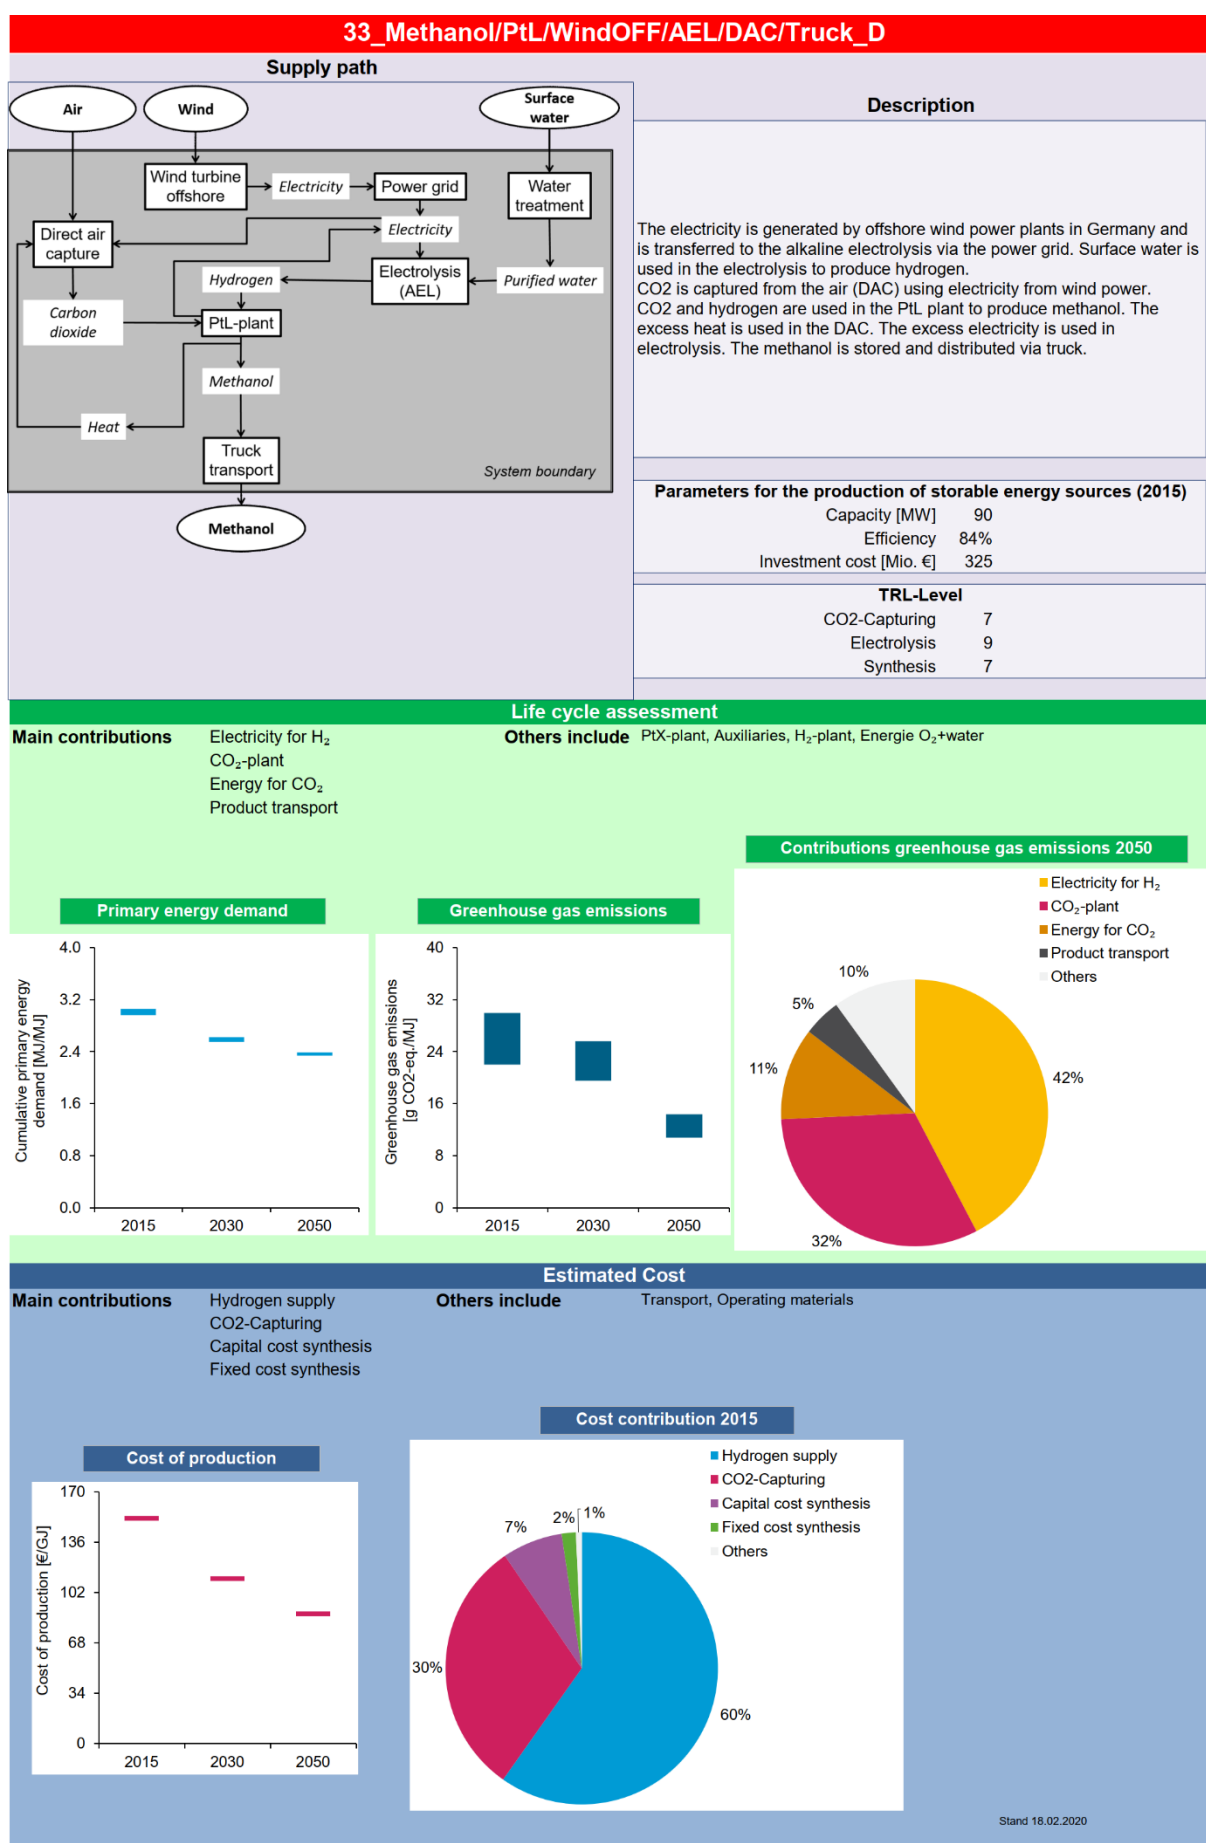 33_Methanol/PtL/WindOFF/AEL/DAC/Truck_D
Supply path
Air
Wind
Surface
water
Wind turbine
offshore
Electricity
Power grid
Water
treatment
Direct air
capture
Electricity
Hydrogen
Electrolysis
(AEL)
Purified water
Carbon
dioxide
PtL-plant
Methanol
Heat
Truck
transport
System boundary
Methanol
Description
The electricity is generated by offshore wind power plants in Germany and
is transferred to the alkaline electrolysis via the power grid. Surface water is
used in the electrolysis to produce hydrogen.
CO2 is captured from the air (DAC) using electricity from wind power.
CO2 and hydrogen are used in the PtL plant to produce methanol. The
excess heat is used in the DAC. The excess electricity is used in
electrolysis. The methanol is stored and distributed via truck.
Parameters for the production of storable energy sources (2015)
Capacity [MW] 90
Efficiency 84%
Investment cost [Mio. €] 325
TRL-Level
CO2-Capturing 7
Electrolysis 9
Synthesis 7
Life cycle assessment
Main contributions
Electricity for H₂
CO₂-plant
Energy for CO₂
Product transport
Others include
PtX-plant, Auxiliaries, H₂-plant, Energie O₂+water
Primary energy demand
Cumulative primary energy
demand [MJ/MJ]
4.0
3.2
2.4
1.6
0.8
0.0
2015 2030 2050
Greenhouse gas emissions
Greenhouse gas emissions
[g CO2-eq./MJ]
40
32
24
16
8
0
2015 2030 2050
Contributions greenhouse gas emissions 2050
Electricity for H₂
CO₂-plant
Energy for CO₂
Product transport
Others
10%
5%
11%
42%
32%
Estimated Cost
Main contributions
Hydrogen supply
CO2-Capturing
Capital cost synthesis
Fixed cost synthesis
Others include
Transport, Operating materials
Cost of production
Cost of production [€/GJ]
170
136
102
68
34
0
2015 2030 2050
Cost contribution 2015
Hydrogen supply
CO2-Capturing
Capital cost synthesis
Fixed cost synthesis
Others
1%
2%
7%
30%
60%
Stand 18.02.2020